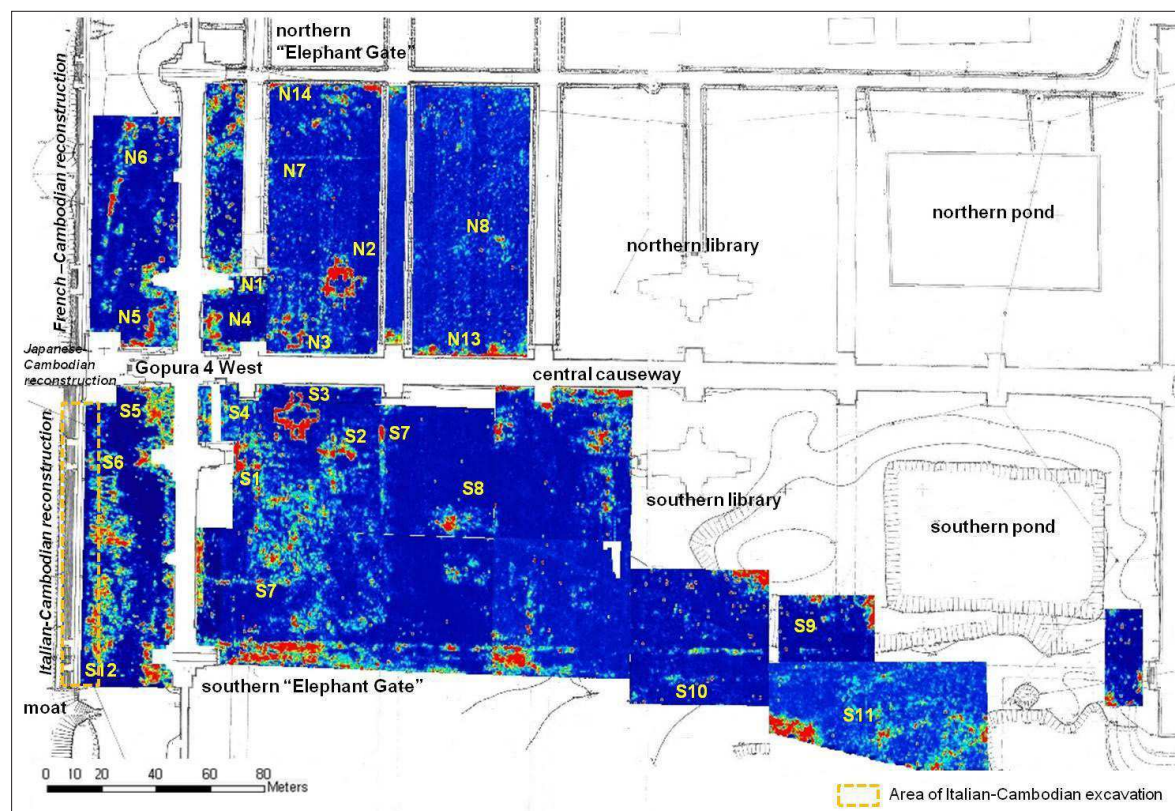 northern
“Elephant Gate”
N14
French–Cambodian reconstruction
N6
N7
N8
northern pond
N2
northern library
N1
N5
N4
N3
N13
Japanese-
Cambodian
reconstruction
Gopura 4 West
central causeway
S3
S5
S4
S7
S2
S6
S1
S8
southern library
southern pond
Italian-Cambodian reconstruction
S7
S9
S12
southern “Elephant Gate”
S10
S11
moat
0 10 20 40 60 80
Meters
Area of Italian-Cambodian excavation